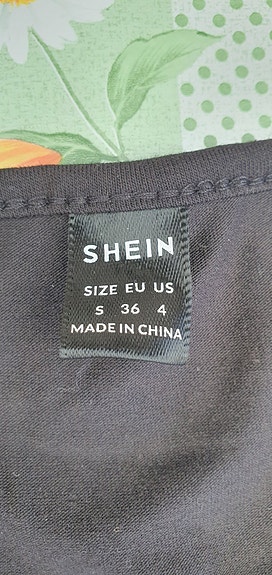 SHEIN
SIZE EU US
S 36 4
MADE IN CHINA